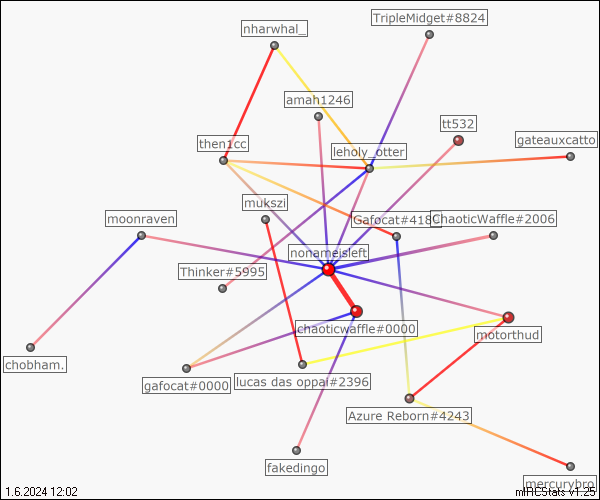 TripleMidget#8824
nharwhal_
amah1246
tt532
gateauxcatto
then1cc
leholy_otter
mukszi
moonraven
Gafocat#418
ChaoticWaffle#2006
nonameisleft
Thinker#5995
chaoticwaffle#0000
motorthud
chobham.
gafocat#0000
lucas das oppai#2396
Azure Reborn#4243
fakedingo
mercurybro
1.6.2024 12:02
mIRCStats v1.25